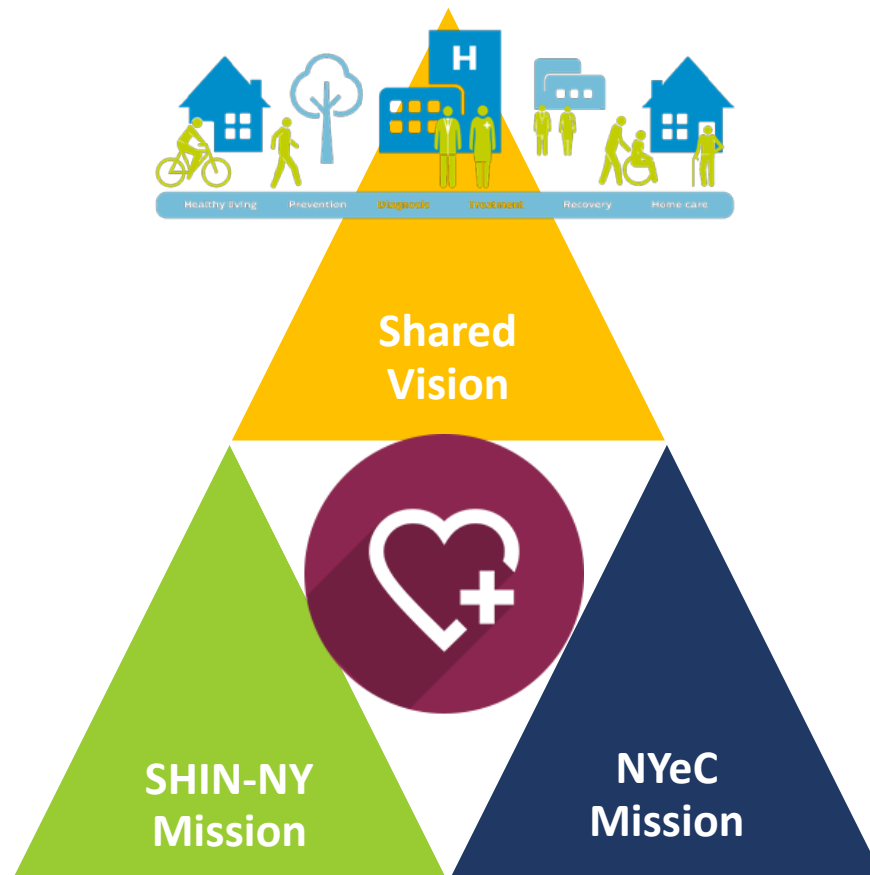 H
Healthy living Prevention Diagnosis Treatment Recovery Home care
Shared
Vision
SHIN-NY
Mission
NYeC
Mission